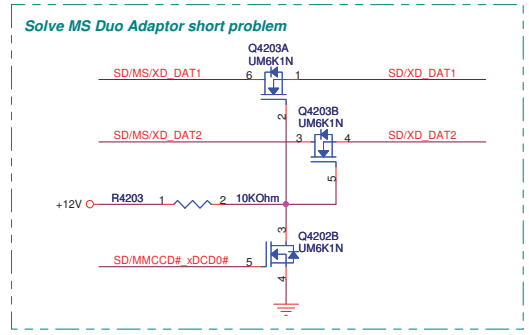 Solve MS Duo Adaptor short problem
Q4203A
UM6K1N
SD/MS/XD_DAT1 6 1 SD/XD_DAT1
2
Q4203B
UM6K1N
SD/MS/XD_DAT2 3 4 SD/XD_DAT2
5
+12V R4203 1 2 10KOhm
3
Q4202B
UM6K1N
SD/MMCCD#_xDCD0# 5
4